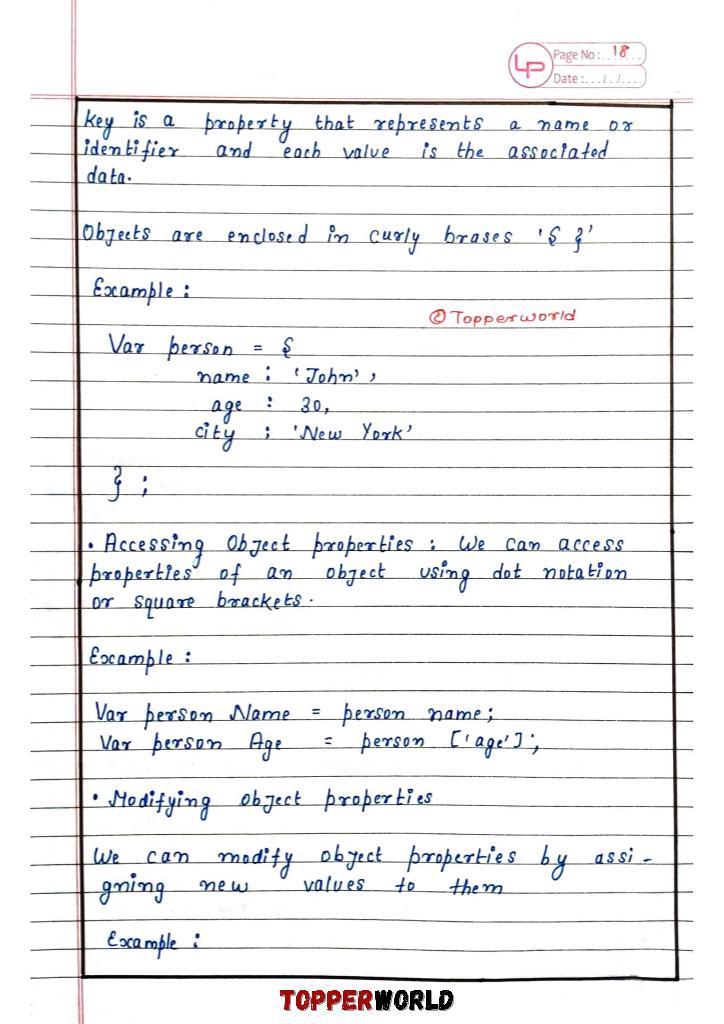 LP
Page No: 18
Date: / /
key is a property that represents a name or
identifier and each value is the associated
data.
Objects are enclosed in curly brases '{ }'
Example :
© Topperworld
Var person = {
name : 'John',
age : 30,
city : 'New York'
} ;
• Accessing Object properties : We can access
properties of an object using dot notation
or square brackets.
Example :
Var person Name = person name;
Var person Age = person ['age'];
• Modifying object properties
We can modify object properties by assi-
gning new values to them
Example :
TOPPERWORLD